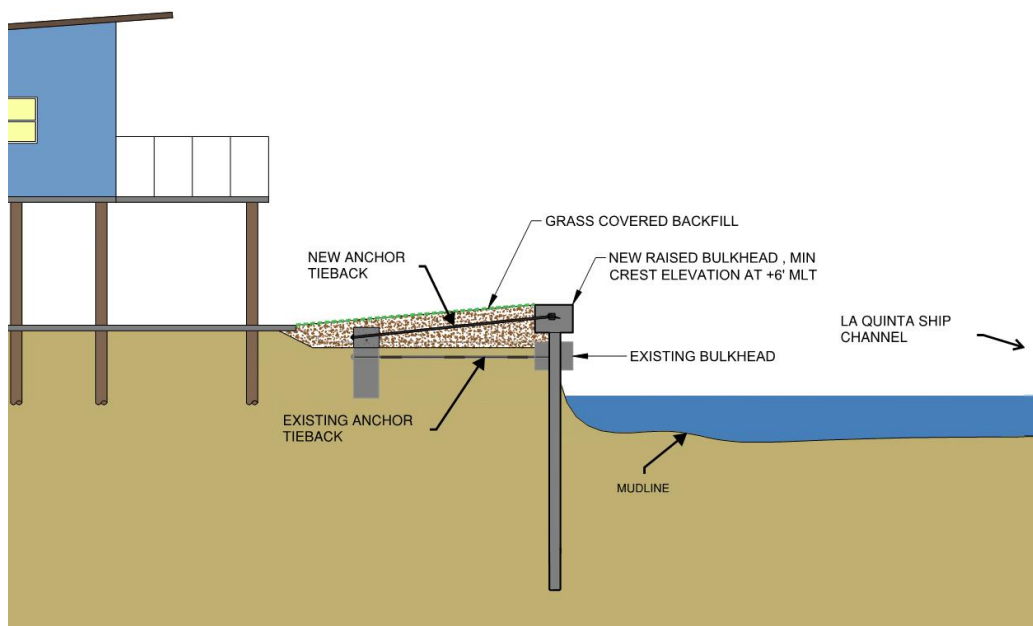 GRASS COVERED BACKFILL
NEW ANCHOR
TIEBACK
NEW RAISED BULKHEAD , MIN
CREST ELEVATION AT +6' MLT
LA QUINTA SHIP
CHANNEL
EXISTING BULKHEAD
EXISTING ANCHOR
TIEBACK
MUDLINE